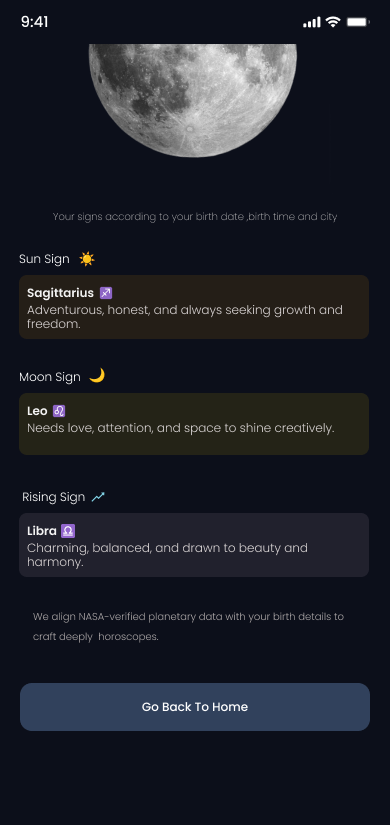 9:41
Your signs according to your birth date ,birth time and city
Sun Sign ☀️
Sagittarius ♐
Adventurous, honest, and always seeking growth and
freedom.
Moon Sign 🌙
Leo ♌
Needs love, attention, and space to shine creatively.
Rising Sign 📈
Libra ♎
Charming, balanced, and drawn to beauty and
harmony.
We align NASA-verified planetary data with your birth details to
craft deeply  horoscopes.
Go Back To Home